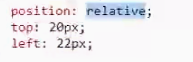 position: relative;
top: 20px;
left: 22px;